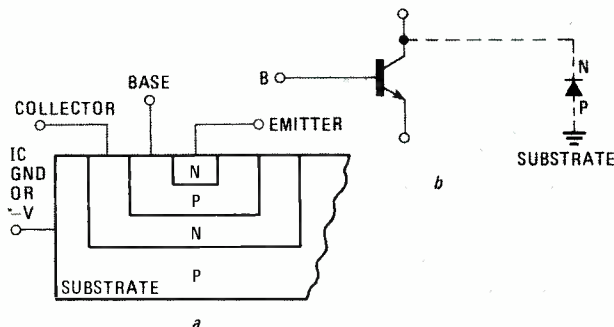 BASE
COLLECTOR
EMITTER
IC
GND
OR
-V
N
P
N
P
SUBSTRATE
a
B
N
P
SUBSTRATE
b